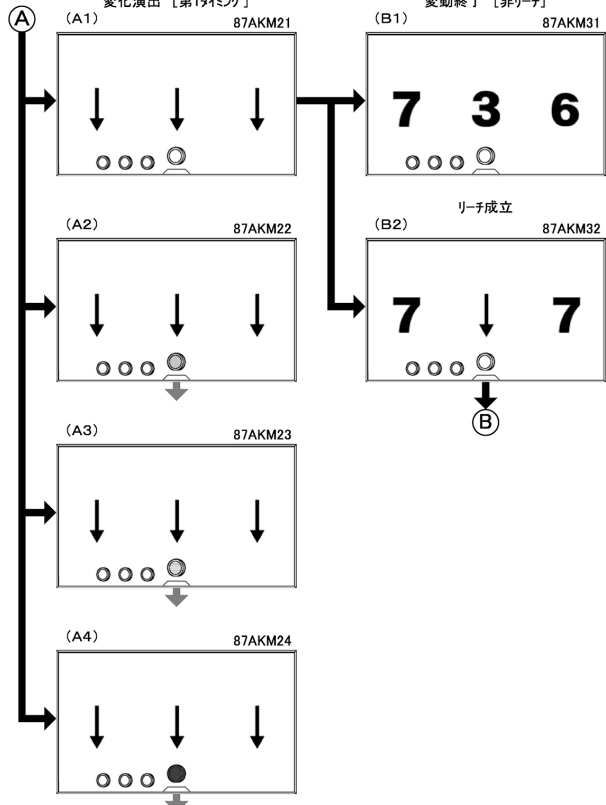 変化演出 [第1タイミング]
変動終了 [非リーチ]
Ⓐ
(A1) 87AKM21
(B1) 87AKM31
7 3 6
リーチ成立
(A2) 87AKM22
(B2) 87AKM32
7 7
Ⓑ
(A3) 87AKM23
(A4) 87AKM24